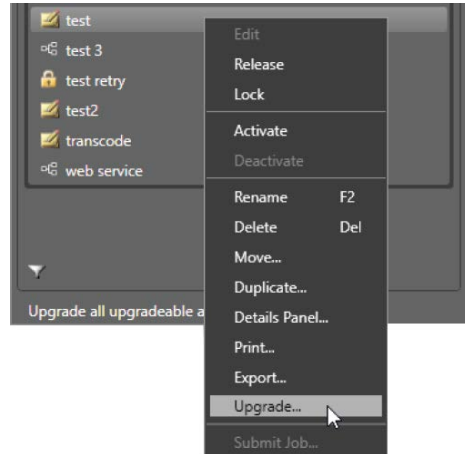 test
test 3
test retry
test2
transcode
web service
Upgrade all upgradeable a
Edit
Release
Lock
Activate
Deactivate
Rename F2
Delete Del
Move...
Duplicate...
Details Panel...
Print...
Export...
Upgrade...
Submit Job...